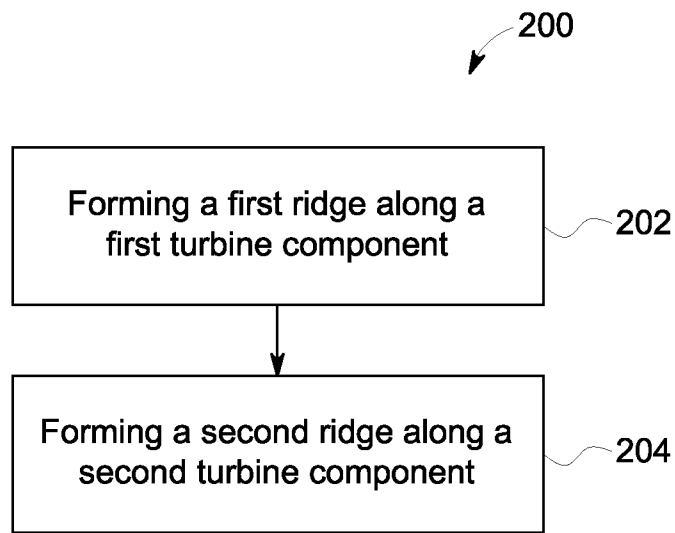 200
Forming a first ridge along a
first turbine component
202
Forming a second ridge along a
second turbine component
204